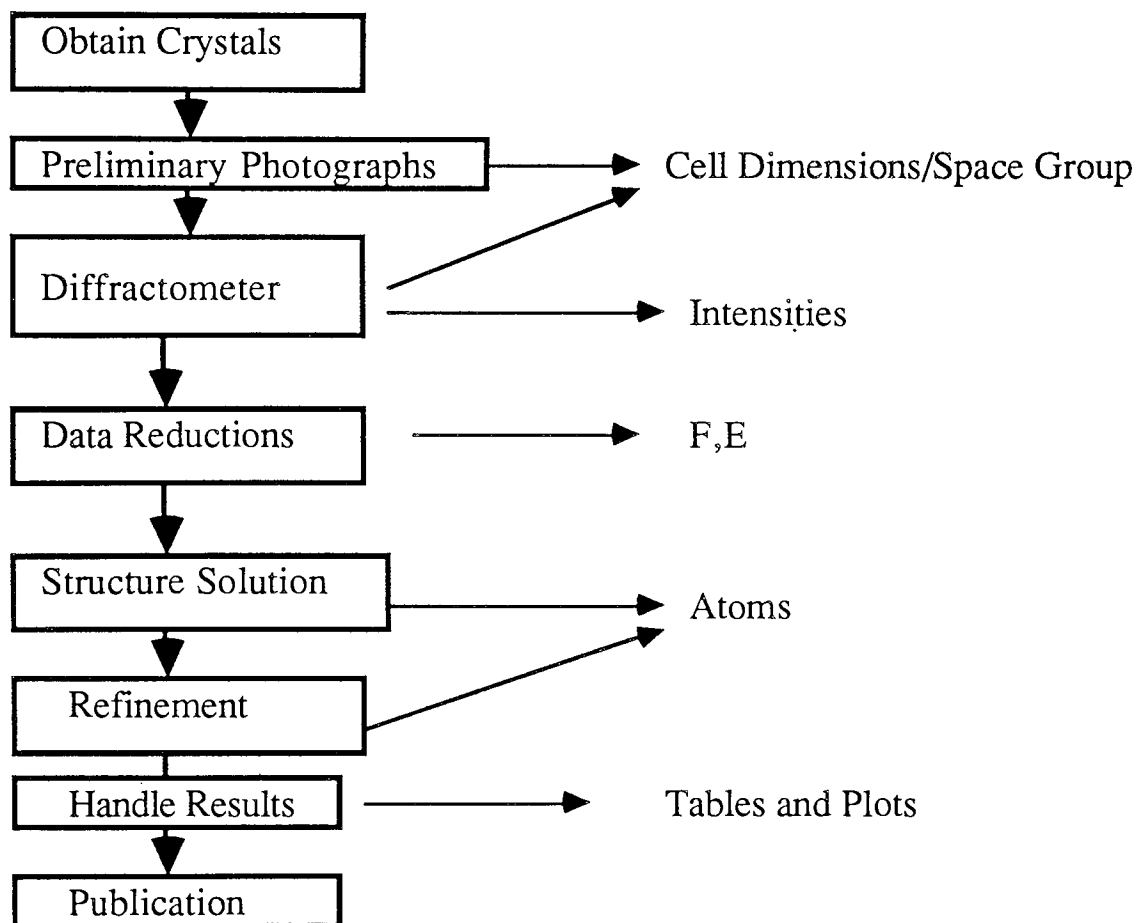 Obtain Crystals
Preliminary Photographs
Cell Dimensions/Space Group
Diffractometer
Intensities
Data Reductions
F,E
Structure Solution
Atoms
Refinement
Handle Results
Tables and Plots
Publication